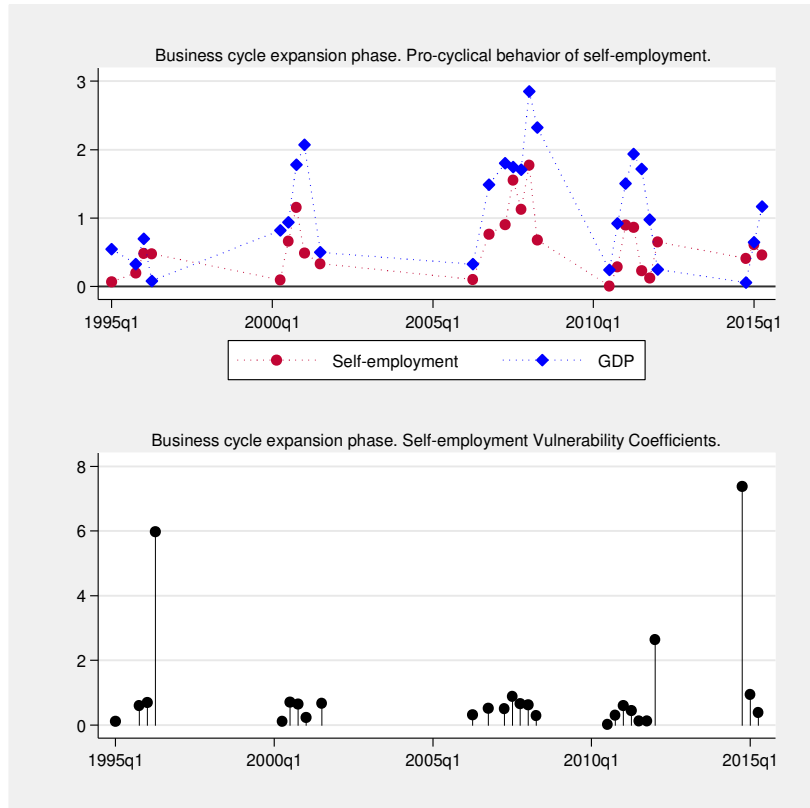 Business cycle expansion phase. Pro-cyclical behavior of self-employment.
3
2
1
0
1995q1 2000q1 2005q1 2010q1 2015q1
Self-employment GDP
Business cycle expansion phase. Self-employment Vulnerability Coefficients.
8
6
4
2
0
1995q1 2000q1 2005q1 2010q1 2015q1